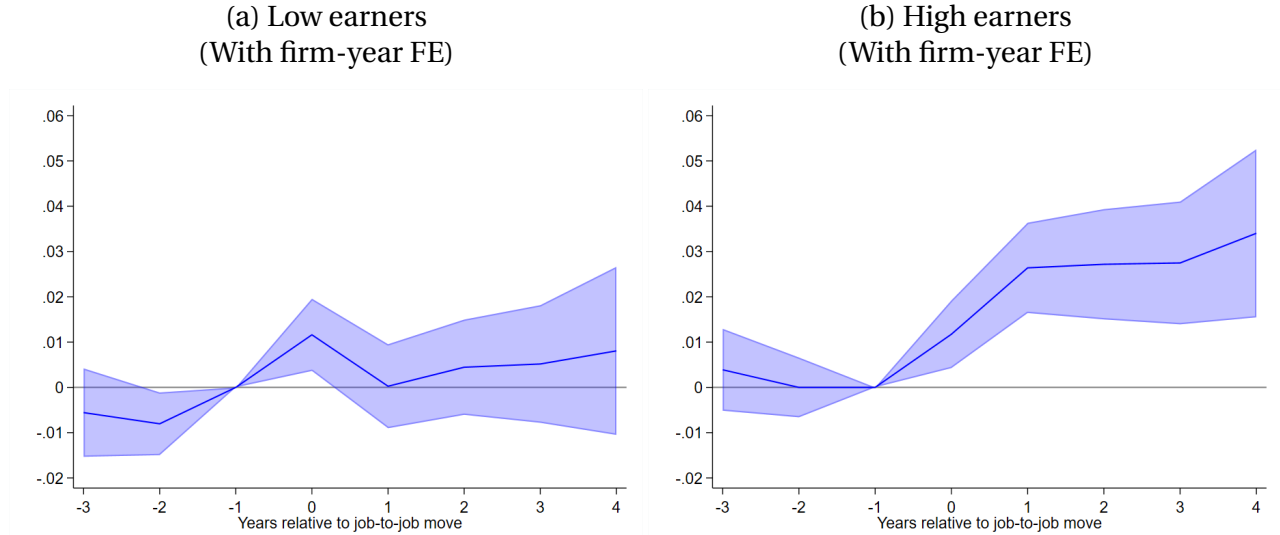 (a) Low earners
(With firm-year FE)
.06
.05
.04
.03
.02
.01
0
-.01
-.02
-3 -2 -1 0 1 2 3 4
Years relative to job-to-job move
(b) High earners
(With firm-year FE)
.06
.05
.04
.03
.02
.01
0
-.01
-.02
-3 -2 -1 0 1 2 3 4
Years relative to job-to-job move